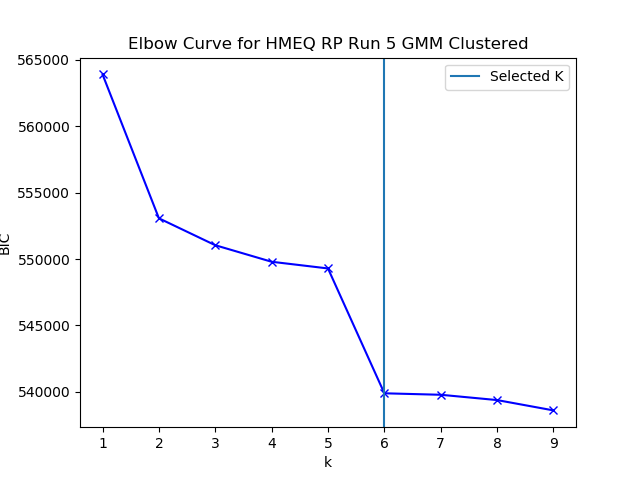 Elbow Curve for HMEQ RP Run 5 GMM Clustered
Selected K
565000
560000
555000
550000
545000
540000
BIC
1 2 3 4 5 6 7 8 9
k